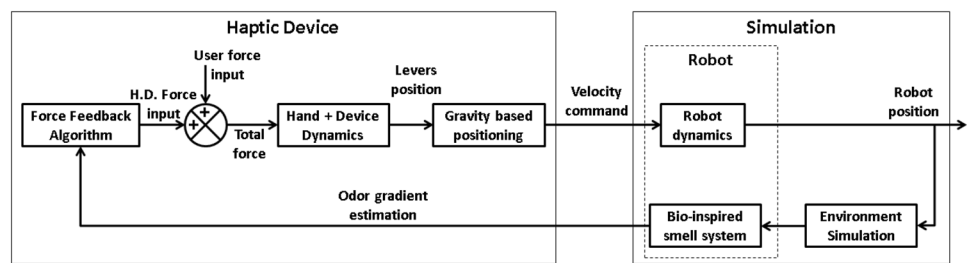 Haptic Device
Simulation
User force
input
Robot
Levers
position
H.D. Force
input
Velocity
command
Robot
position
Force Feedback
Algorithm
+
+
Total
force
Hand + Device
Dynamics
Gravity based
positioning
Robot
dynamics
Odor gradient
estimation
Bio-inspired
smell system
Environment
Simulation